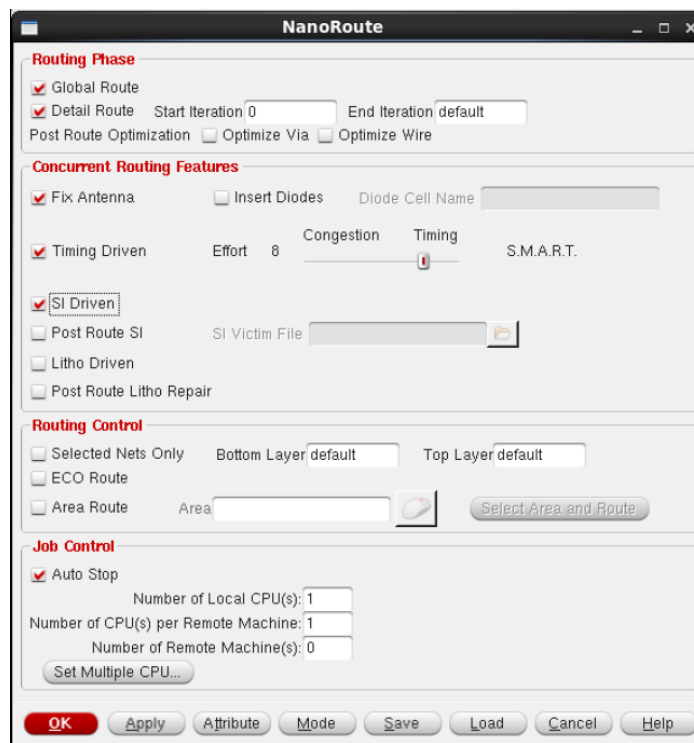 NanoRoute
Routing Phase
Global Route
Detail Route Start Iteration 0 End Iteration default
Post Route Optimization Optimize Via Optimize Wire
Concurrent Routing Features
Fix Antenna Insert Diodes Diode Cell Name
Congestion Timing
Timing Driven Effort 8 S.M.A.R.T.
SI Driven
Post Route SI SI Victim File
Litho Driven
Post Route Litho Repair
Routing Control
Selected Nets Only Bottom Layer default Top Layer default
ECO Route
Area Route Area Select Area and Route
Job Control
Auto Stop
Number of Local CPU(s): 1
Number of CPU(s) per Remote Machine: 1
Number of Remote Machine(s): 0
Set Multiple CPU...
OK Apply Attribute Mode Save Load Cancel Help